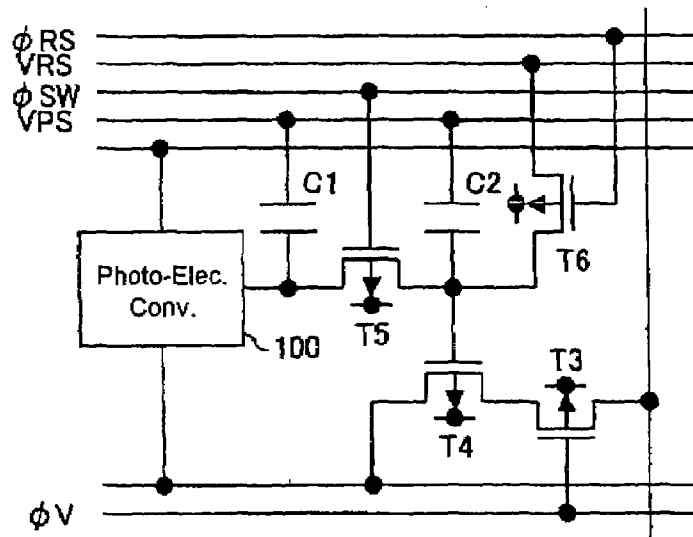 φRS
VRS
φSW
VPS
C1
C2
T6
Photo-Elec.
Conv.
100
T5
T3
T4
φV